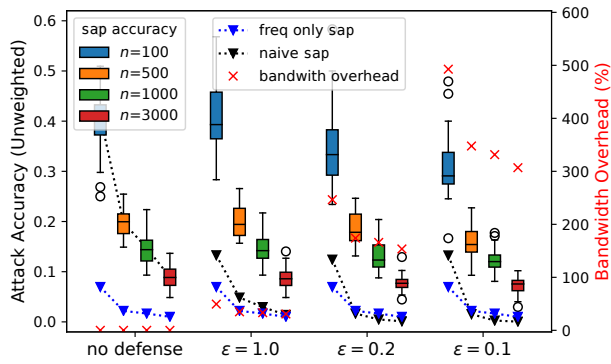 sap accuracy
n=100
n=500
n=1000
n=3000
freq only sap
naive sap
bandwith overhead
Attack Accuracy (Unweighted)
0.6
0.5
0.4
0.3
0.2
0.1
0.0
Bandwidth Overhead (%)
600
500
400
300
200
100
0
no defense
ε = 1.0
ε = 0.2
ε = 0.1